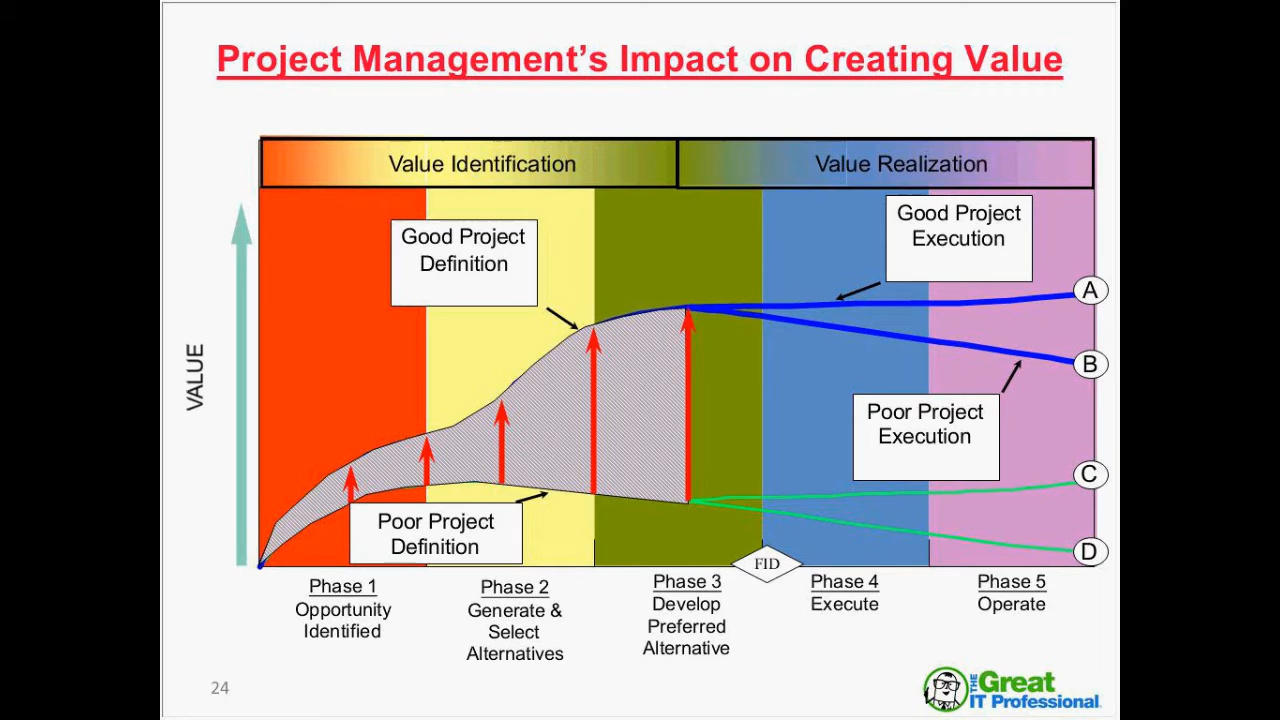 Project Management's Impact on Creating Value
Value Identification
Value Realization
Good Project
Execution
Good Project
Definition
A
VALUE
B
Poor Project
Execution
C
Poor Project
Definition
D
FID
Phase 1
Opportunity
Identified
Phase 2
Generate &
Select
Alternatives
Phase 3
Develop
Preferred
Alternative
Phase 4
Execute
Phase 5
Operate
24
THE Great
IT Professional